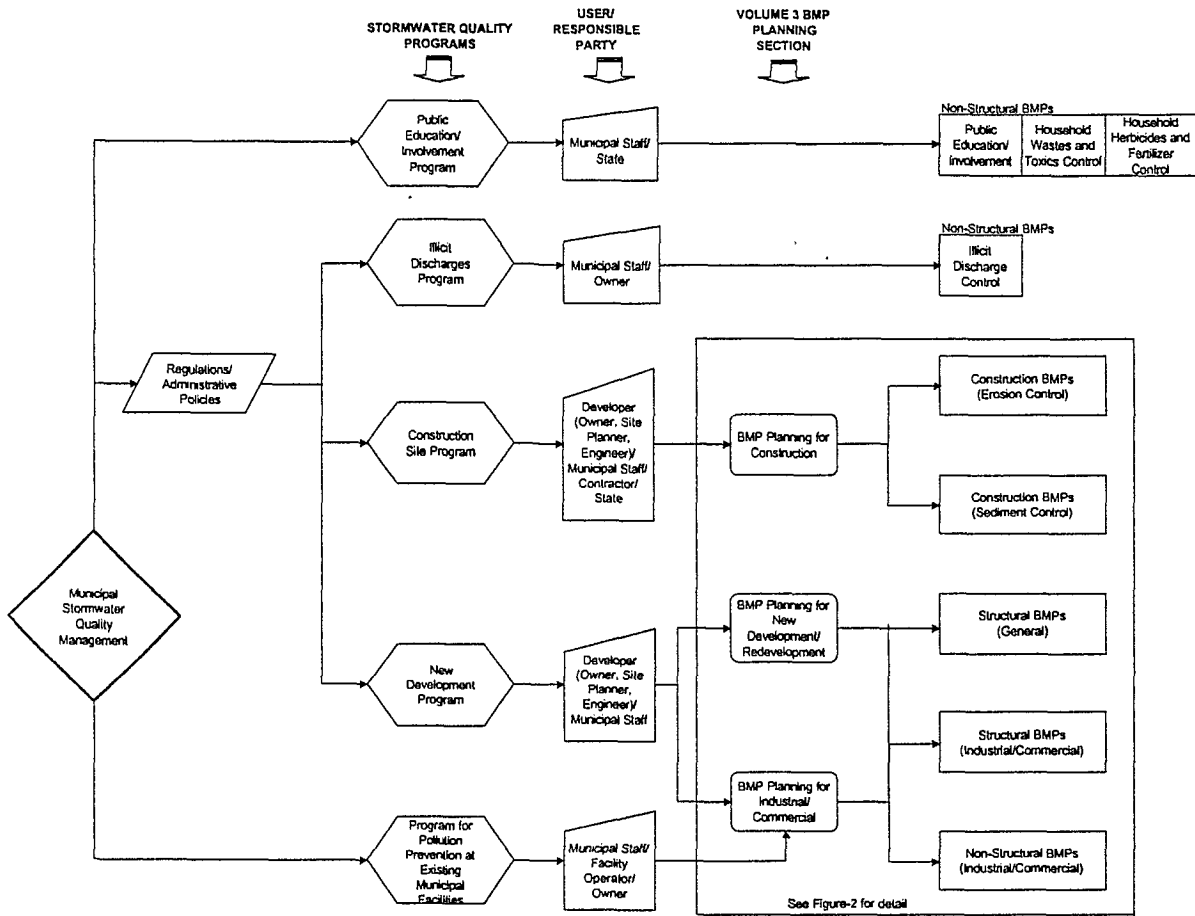 STORMWATER QUALITY
PROGRAMS
USER/
RESPONSIBLE
PARTY
VOLUME 3 BMP
PLANNING
SECTION
Public
Education/
Involvement
Program
Municipal Staff/
State
Non-Structural BMPs
Public
Education/
Involvement
Household
Wastes and
Toxics Control
Household
Herbicides and
Fertilizer
Control
Illicit
Discharges
Program
Municipal Staff/
Owner
Non-Structural BMPs
Illicit
Discharge
Control
Regulations/
Administrative
Policies
Construction
Site Program
Developer
(Owner, Site
Planner,
Engineer)/
Municipal Staff/
Contractor/
State
BMP Planning for
Construction
Construction BMPs
(Erosion Control)
Construction BMPs
(Sediment Control)
Municipal
Stormwater
Quality
Management
New
Development
Program
Developer
(Owner, Site
Planner,
Engineer)/
Municipal Staff
BMP Planning for
New
Development/
Redevelopment
Structural BMPs
(General)
Structural BMPs
(Industrial/Commercial)
BMP Planning for
Industrial/
Commercial
Program for
Pollution
Prevention at
Existing
Municipal
Facilities
Municipal Staff/
Facility
Operator/
Owner
Non-Structural BMPs
(Industrial/Commercial)
See Figure-2 for detail